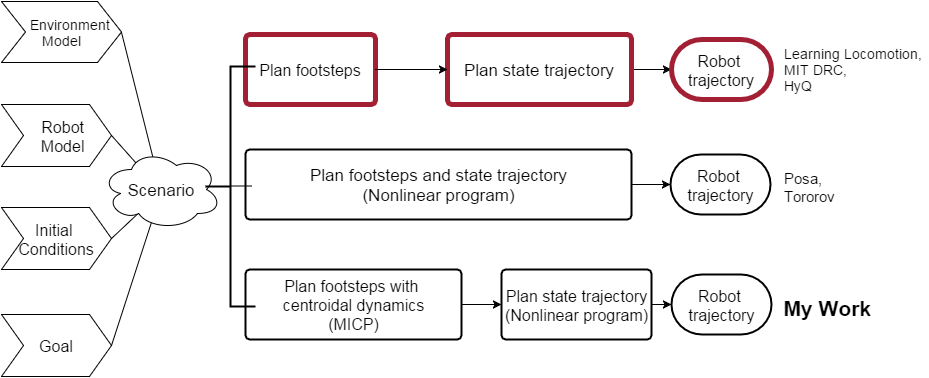 Environment
Model
Robot
Model
Initial
Conditions
Goal
Scenario
Plan footsteps
Plan state trajectory
Robot
trajectory
Learning Locomotion,
MIT DRC,
HyQ
Plan footsteps and state trajectory
(Nonlinear program)
Robot
trajectory
Posa,
Tororov
Plan footsteps with
centroidal dynamics
(MICP)
Plan state trajectory
(Nonlinear program)
Robot
trajectory
My Work